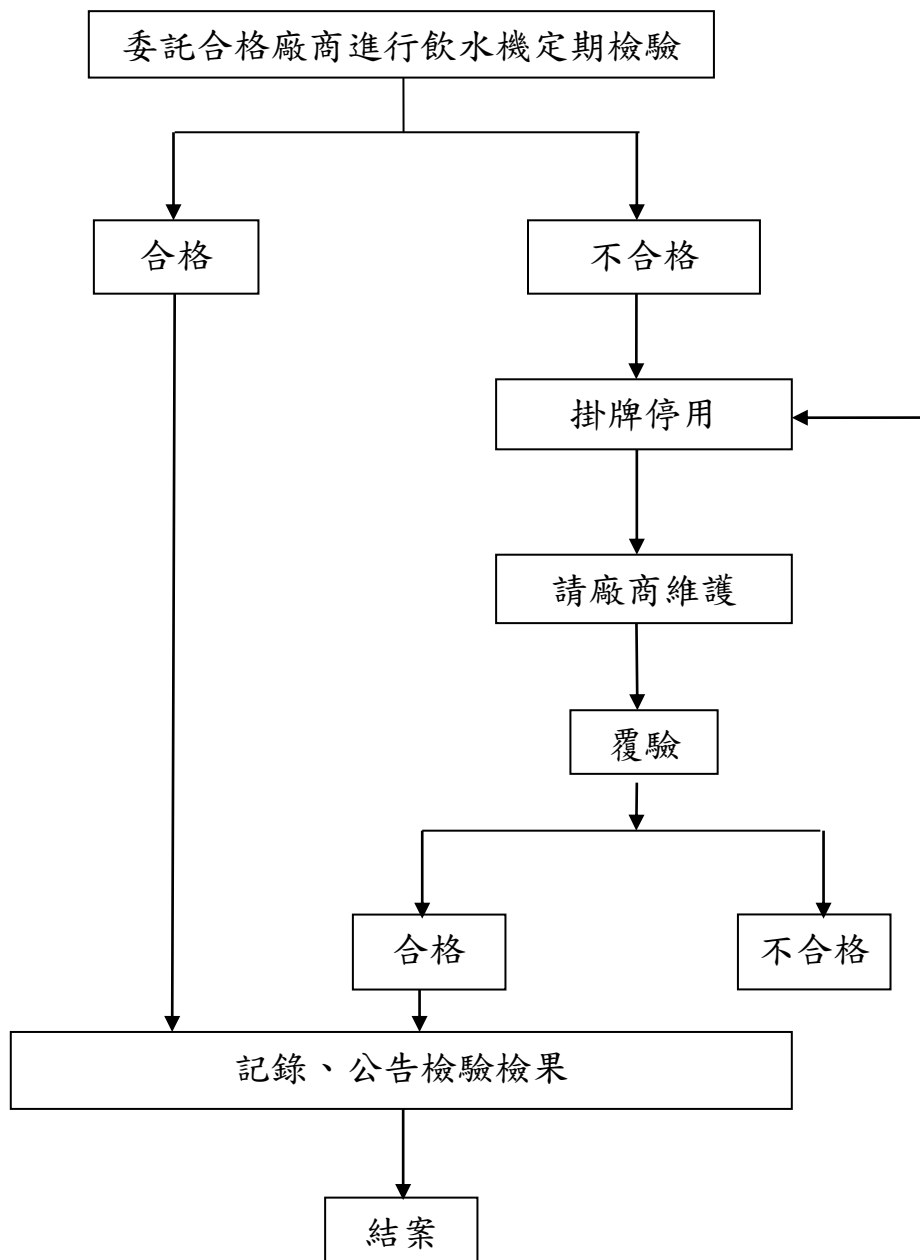 委託合格廠商進行飲水機定期檢驗
合格
不合格
掛牌停用
請廠商維護
覆驗
合格
不合格
記錄、公告檢驗檢果
結案